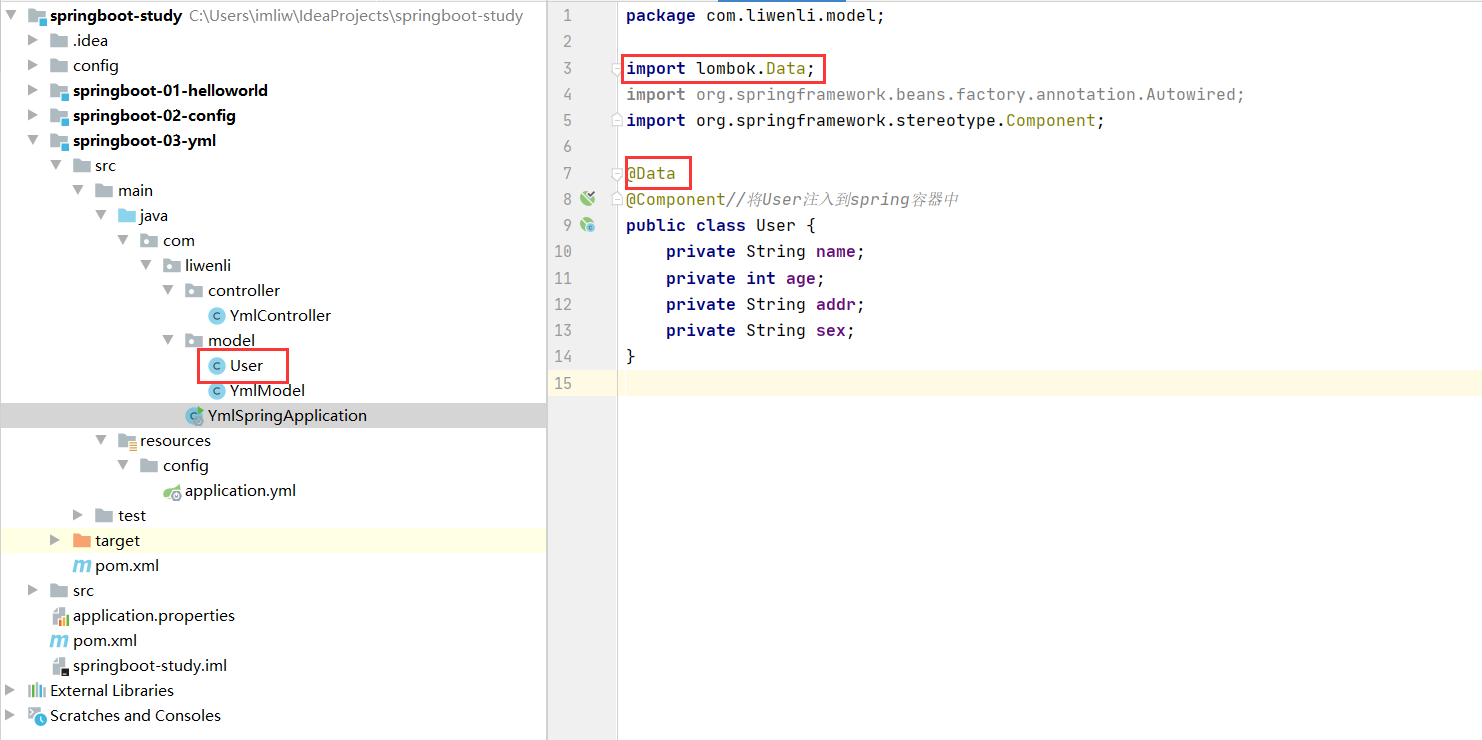 springboot-study C:\Users\imliw\IdeaProjects\springboot-study
.idea
config
springboot-01-helloworld
springboot-02-config
springboot-03-yml
src
main
java
com
liwenli
controller
YmlController
model
User
YmlModel
YmlSpringApplication
resources
config
application.yml
test
target
pom.xml
src
application.properties
pom.xml
springboot-study.iml
External Libraries
Scratches and Consoles
1 package com.liwenli.model;
2
3 import lombok.Data;
4 import org.springframework.beans.factory.annotation.Autowired;
5 import org.springframework.stereotype.Component;
6
7 @Data
8 @Component//将User注入到spring容器中
9 public class User {
10 private String name;
11 private int age;
12 private String addr;
13 private String sex;
14 }
15